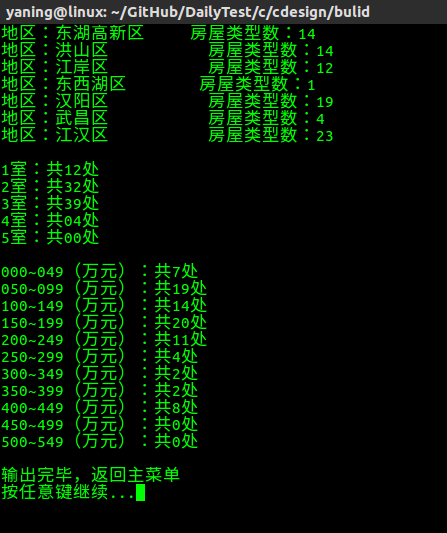 yaning@linux: ~/GitHub/DailyTest/c/cdesign/bulid
地区：东湖高新区 房屋类型数：14
地区：洪山区 房屋类型数：14
地区：江岸区 房屋类型数：12
地区：东西湖区 房屋类型数：1
地区：汉阳区 房屋类型数：19
地区：武昌区 房屋类型数：4
地区：江汉区 房屋类型数：23
1室：共12处
2室：共32处
3室：共39处
4室：共04处
5室：共00处
000~049（万元）：共7处
050~099（万元）：共19处
100~149（万元）：共14处
150~199（万元）：共20处
200~249（万元）：共11处
250~299（万元）：共4处
300~349（万元）：共2处
350~399（万元）：共2处
400~449（万元）：共8处
450~499（万元）：共0处
500~549（万元）：共0处
输出完毕，返回主菜单
按任意键继续...